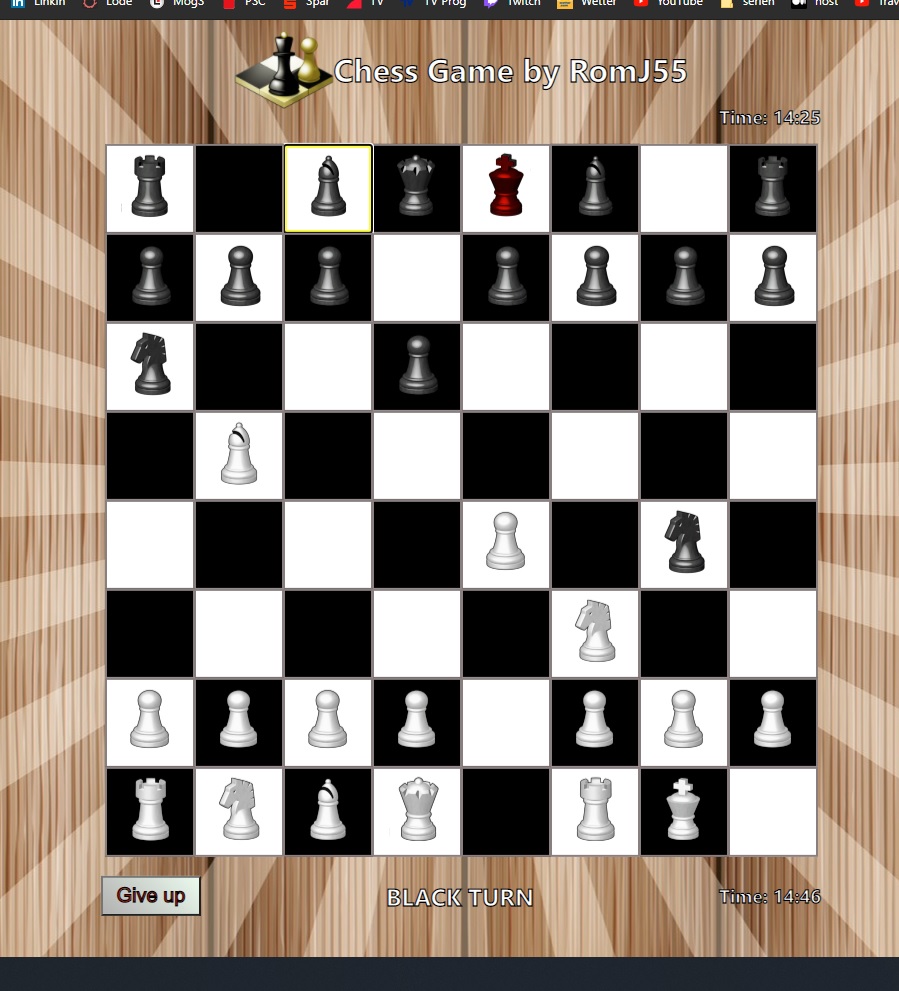 Linkin Lode Mog3 PSC Spar TV TV Prog Twitch Wetter YouTube sehen host
Chess Game by RomJ55
Time: 14:25
Give up
BLACK TURN
Time: 14:46